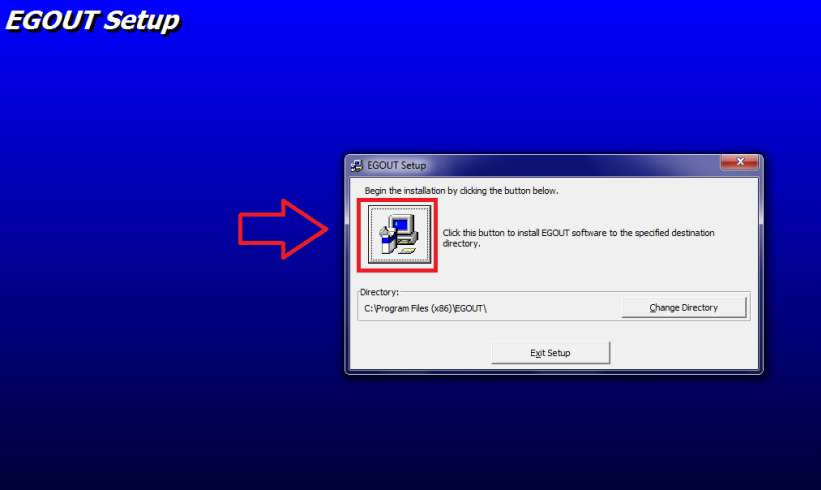 EGOUT Setup
EGOUT Setup
Begin the installation by clicking the button below.
Click this button to install EGOUT software to the specified destination
directory.
Directory:
C:\Program Files (x86)\EGOUT\
Change Directory
Exit Setup